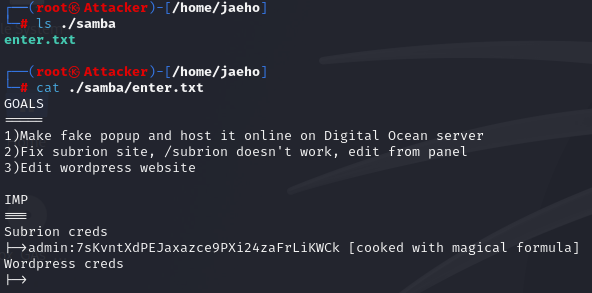 ┌──(root㉿Attacker)-[/home/jaeho]
└─# ls ./samba
enter.txt
┌──(root㉿Attacker)-[/home/jaeho]
└─# cat ./samba/enter.txt
GOALS
=====
1)Make fake popup and host it online on Digital Ocean server
2)Fix subrion site, /subrion doesn't work, edit from panel
3)Edit wordpress website
IMP
===
Subrion creds
|->admin:7sKvntXdPEJaxazce9PXi24zaFrLiKWCk [cooked with magical formula]
Wordpress creds
|->